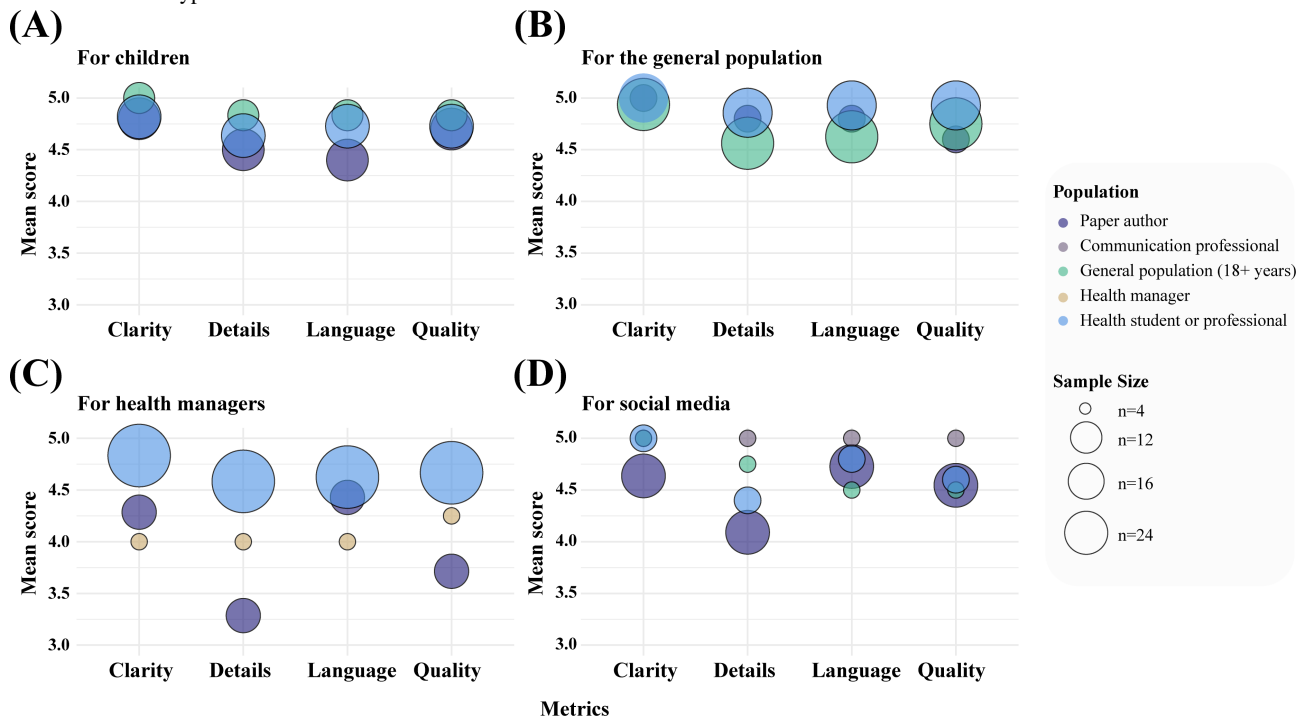 (A)
For children
Mean score
5.0
4.5
4.0
3.5
3.0
Clarity Details Language Quality
(B)
For the general population
Mean score
5.0
4.5
4.0
3.5
3.0
Clarity Details Language Quality
(C)
For health managers
Mean score
5.0
4.5
4.0
3.5
3.0
Clarity Details Language Quality
(D)
For social media
Mean score
5.0
4.5
4.0
3.5
3.0
Clarity Details Language Quality
Metrics
Population
Paper author
Communication professional
General population (18+ years)
Health manager
Health student or professional
Sample Size
n=4
n=12
n=16
n=24